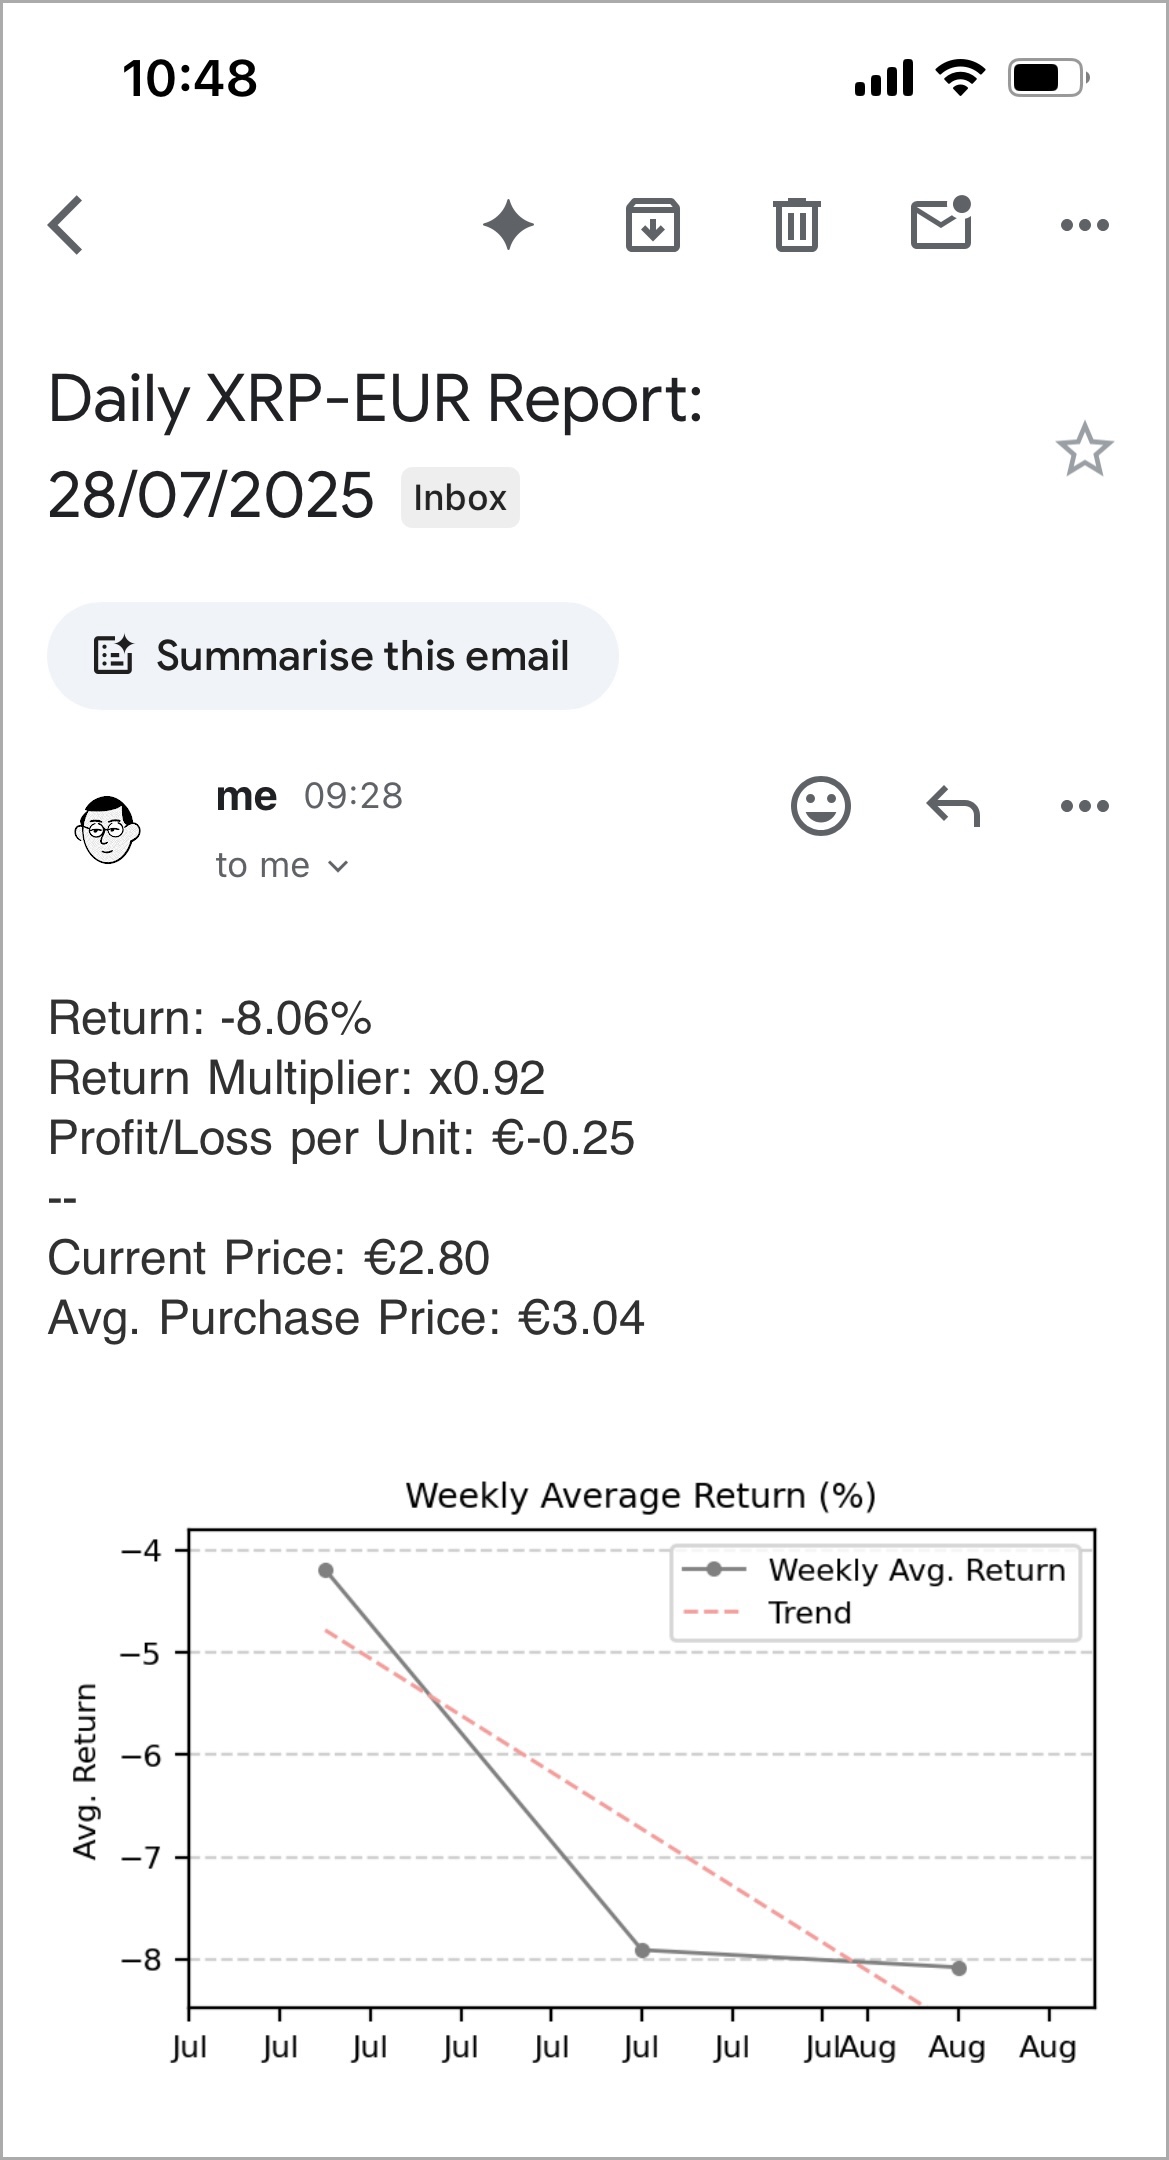 10:48
Daily XRP-EUR Report:
28/07/2025 Inbox
Summarise this email
me 09:28
to me
Return: -8.06%
Return Multiplier: x0.92
Profit/Loss per Unit: €-0.25
--
Current Price: €2.80
Avg. Purchase Price: €3.04
Weekly Average Return (%)
Weekly Avg. Return
Trend
Avg. Return
−4
−5
−6
−7
−8
Jul Jul Jul Jul Jul Jul Jul Jul Aug Aug Aug